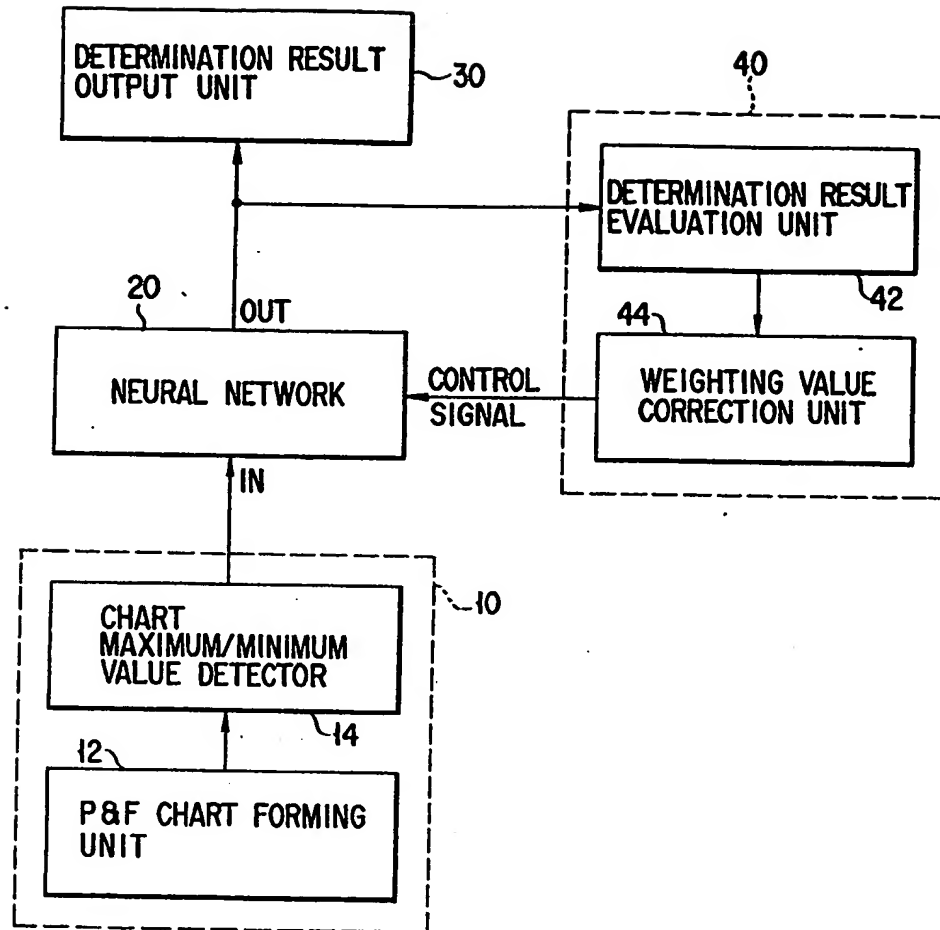 DETERMINATION RESULT
OUTPUT UNIT
30
40
DETERMINATION RESULT
EVALUATION UNIT
42
20
OUT
NEURAL NETWORK
CONTROL
SIGNAL
44
WEIGHTING VALUE
CORRECTION UNIT
IN
10
CHART
MAXIMUM/MINIMUM
VALUE DETECTOR
14
12
P&F CHART FORMING
UNIT